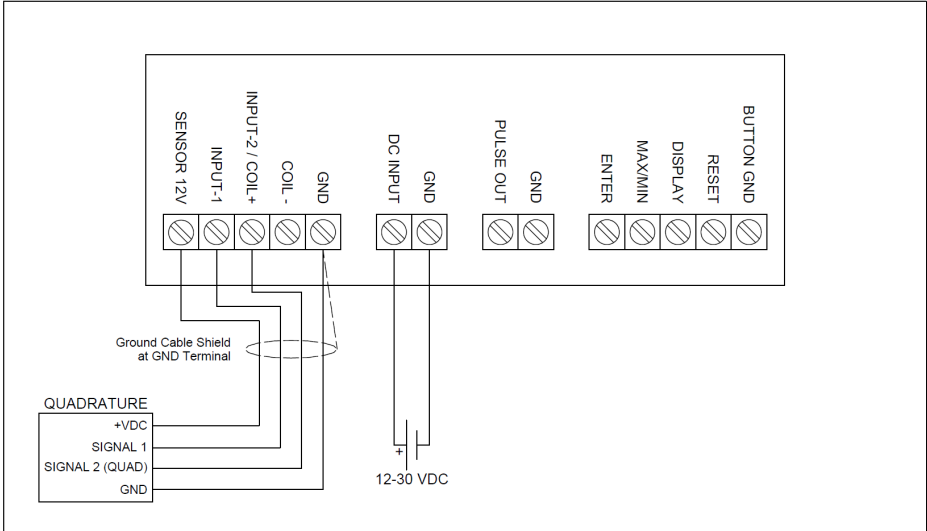 SENSOR 12V
INPUT-1
INPUT-2 / COIL+
COIL -
GND
DC INPUT
GND
PULSE OUT
GND
ENTER
MAX/MIN
DISPLAY
RESET
BUTTON GND
Ground Cable Shield
at GND Terminal
QUADRATURE
+VDC
SIGNAL 1
SIGNAL 2 (QUAD)
GND
+
12-30 VDC